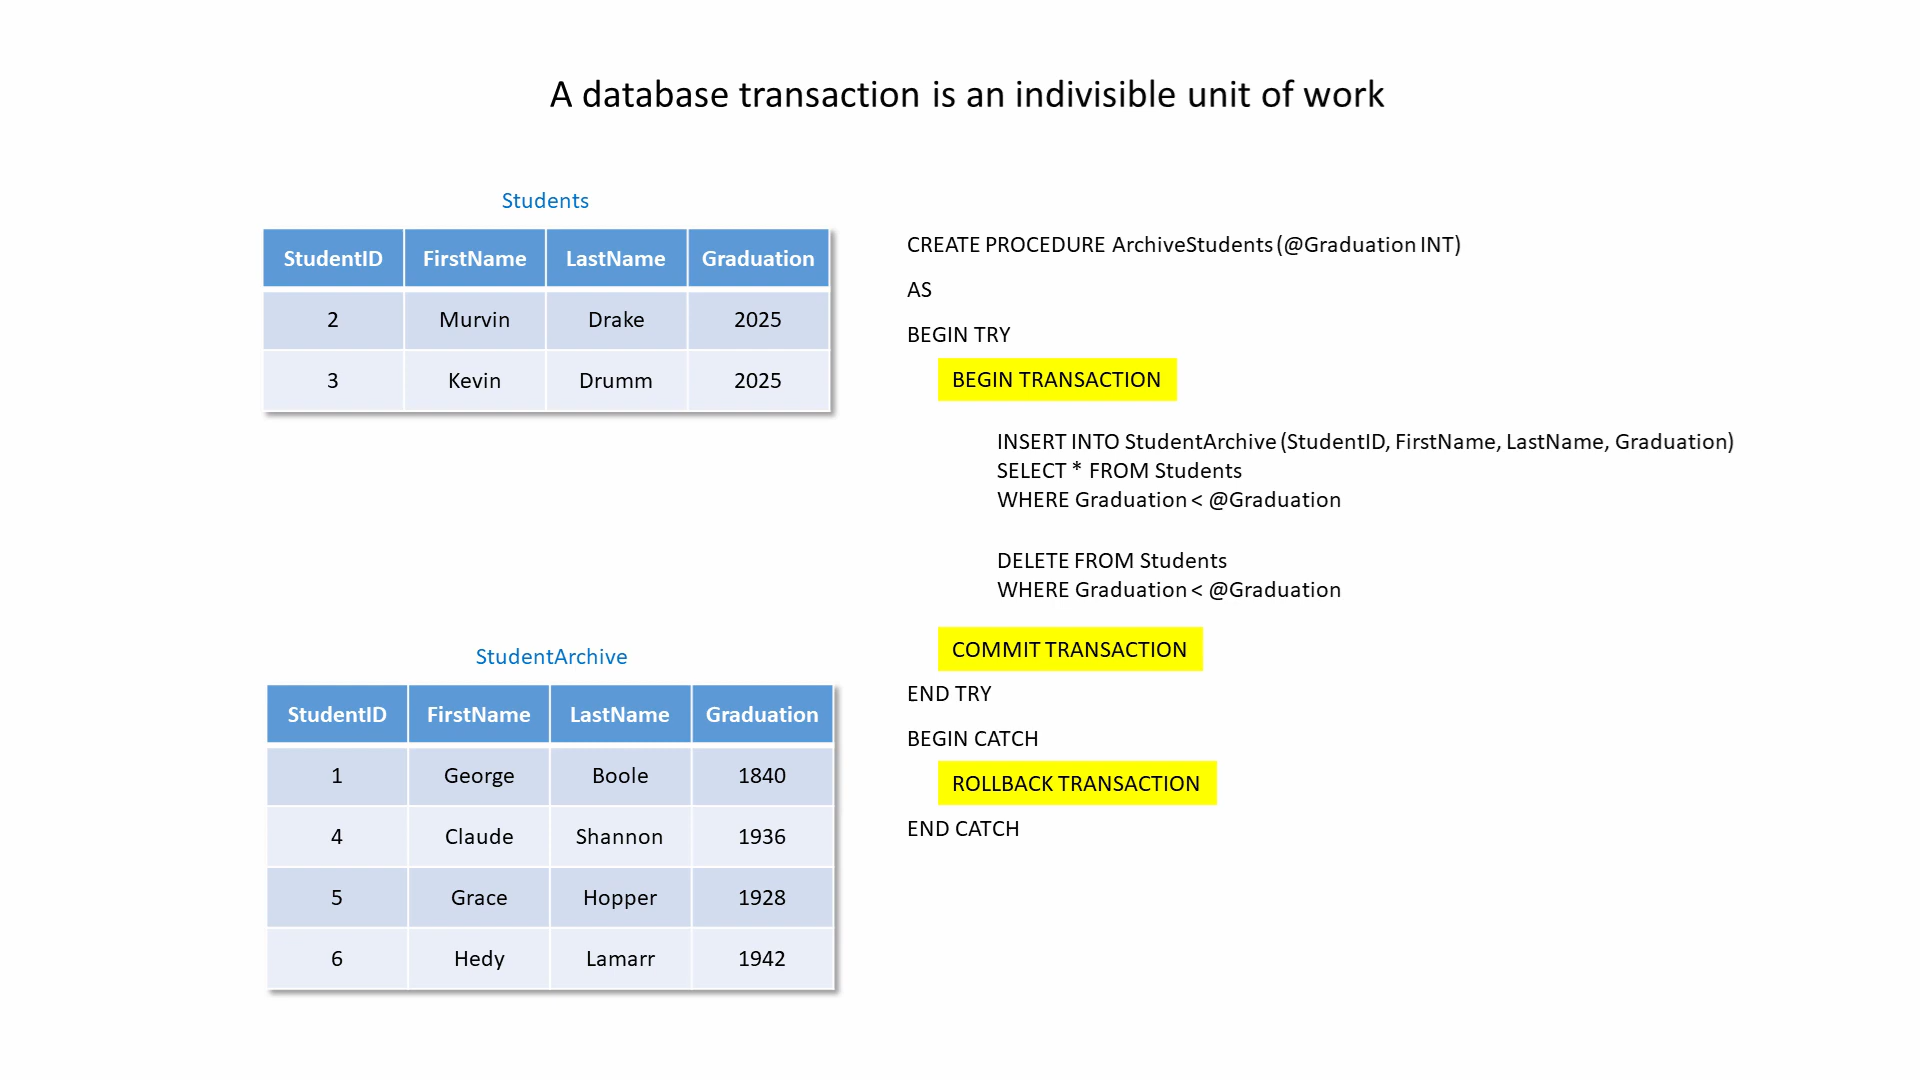 A database transaction is an indivisible unit of work
Students
StudentID FirstName LastName Graduation
2 Murvin Drake 2025
3 Kevin Drumm 2025
StudentArchive
StudentID FirstName LastName Graduation
1 George Boole 1840
4 Claude Shannon 1936
5 Grace Hopper 1928
6 Hedy Lamarr 1942
CREATE PROCEDURE ArchiveStudents (@Graduation INT)
AS
BEGIN TRY
BEGIN TRANSACTION
INSERT INTO StudentArchive (StudentID, FirstName, LastName, Graduation)
SELECT * FROM Students
WHERE Graduation < @Graduation
DELETE FROM Students
WHERE Graduation < @Graduation
COMMIT TRANSACTION
END TRY
BEGIN CATCH
ROLLBACK TRANSACTION
END CATCH